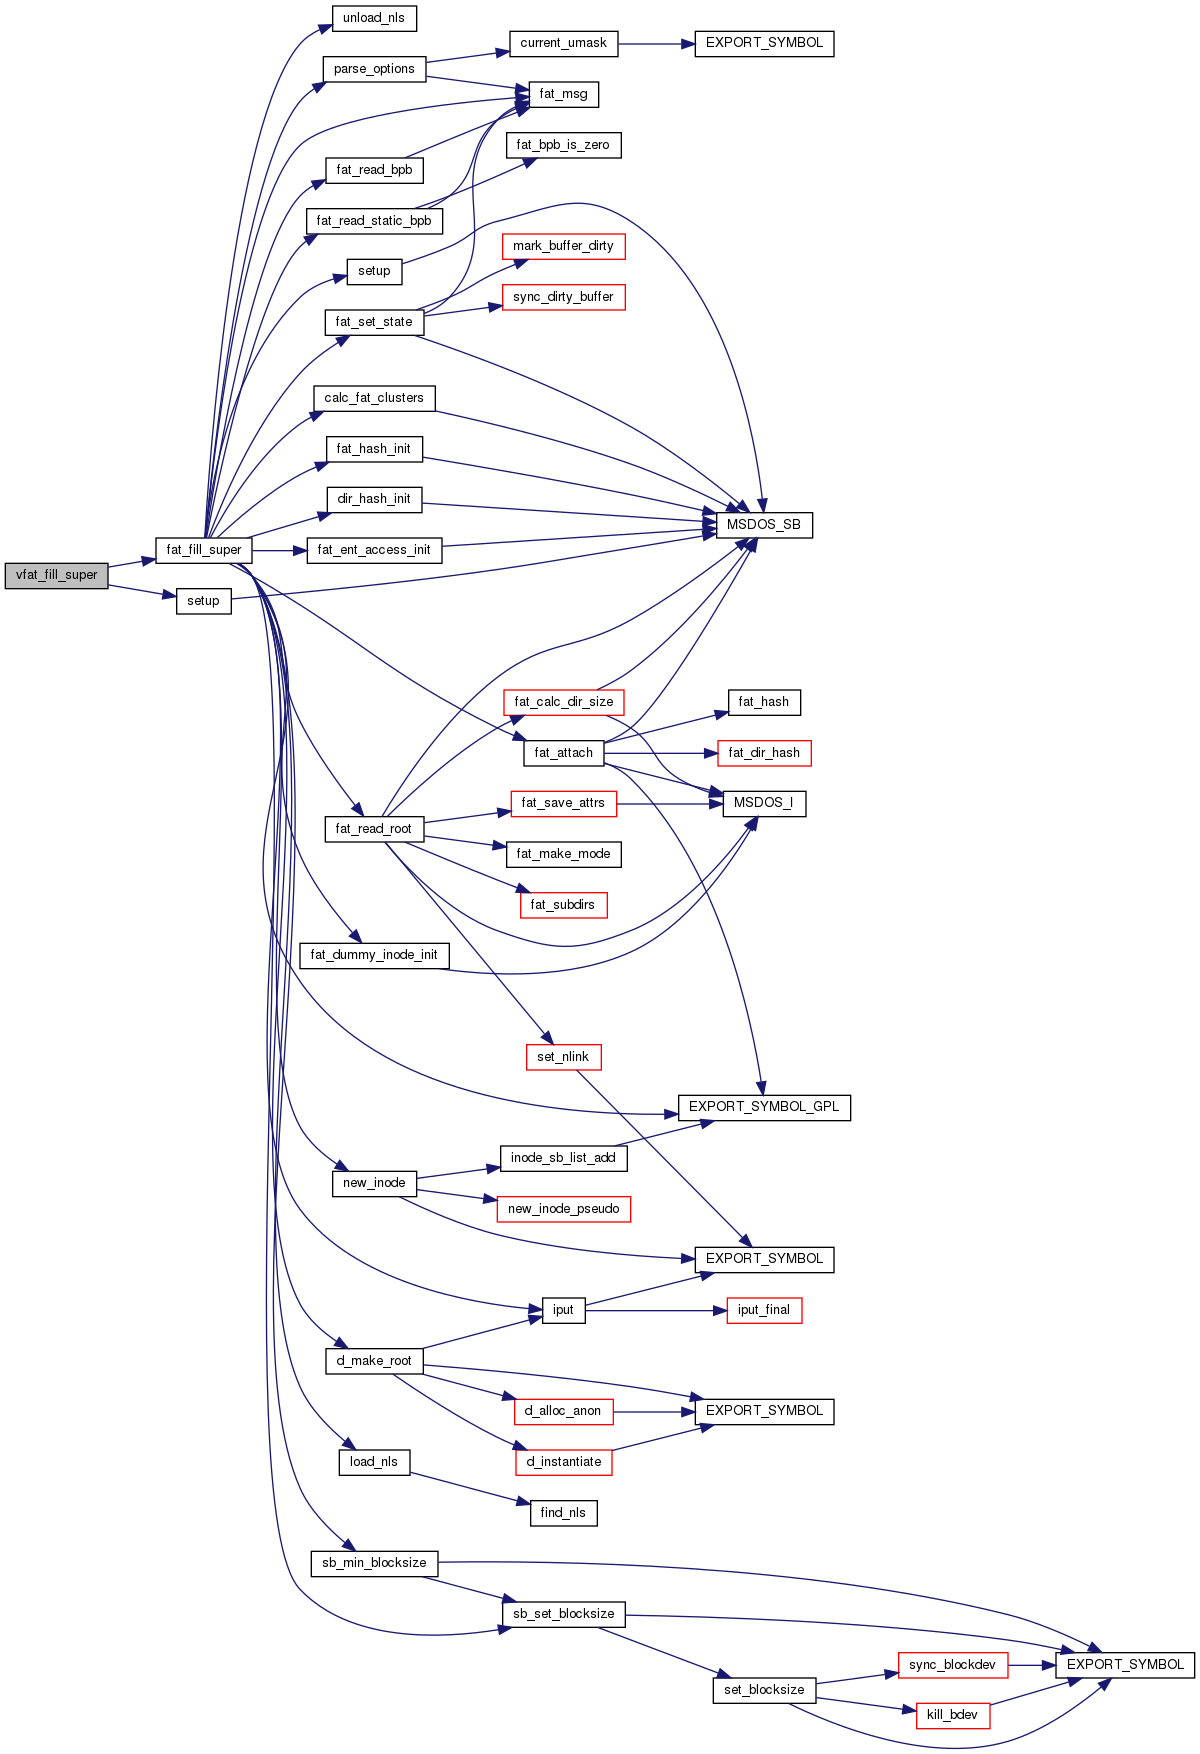 unload_nls
current_umask
EXPORT_SYMBOL
parse_options
fat_msg
fat_bpb_is_zero
fat_read_bpb
fat_read_static_bpb
mark_buffer_dirty
setup
sync_dirty_buffer
fat_set_state
calc_fat_clusters
fat_hash_init
dir_hash_init
MSDOS_SB
fat_fill_super
fat_ent_access_init
vfat_fill_super
setup
fat_calc_dir_size
fat_hash
fat_attach
fat_dir_hash
fat_save_attrs
MSDOS_I
fat_read_root
fat_make_mode
fat_subdirs
fat_dummy_inode_init
set_nlink
EXPORT_SYMBOL_GPL
inode_sb_list_add
new_inode
new_inode_pseudo
EXPORT_SYMBOL
iput
iput_final
d_make_root
d_alloc_anon
EXPORT_SYMBOL
load_nls
d_instantiate
find_nls
sb_min_blocksize
sb_set_blocksize
sync_blockdev
EXPORT_SYMBOL
set_blocksize
kill_bdev